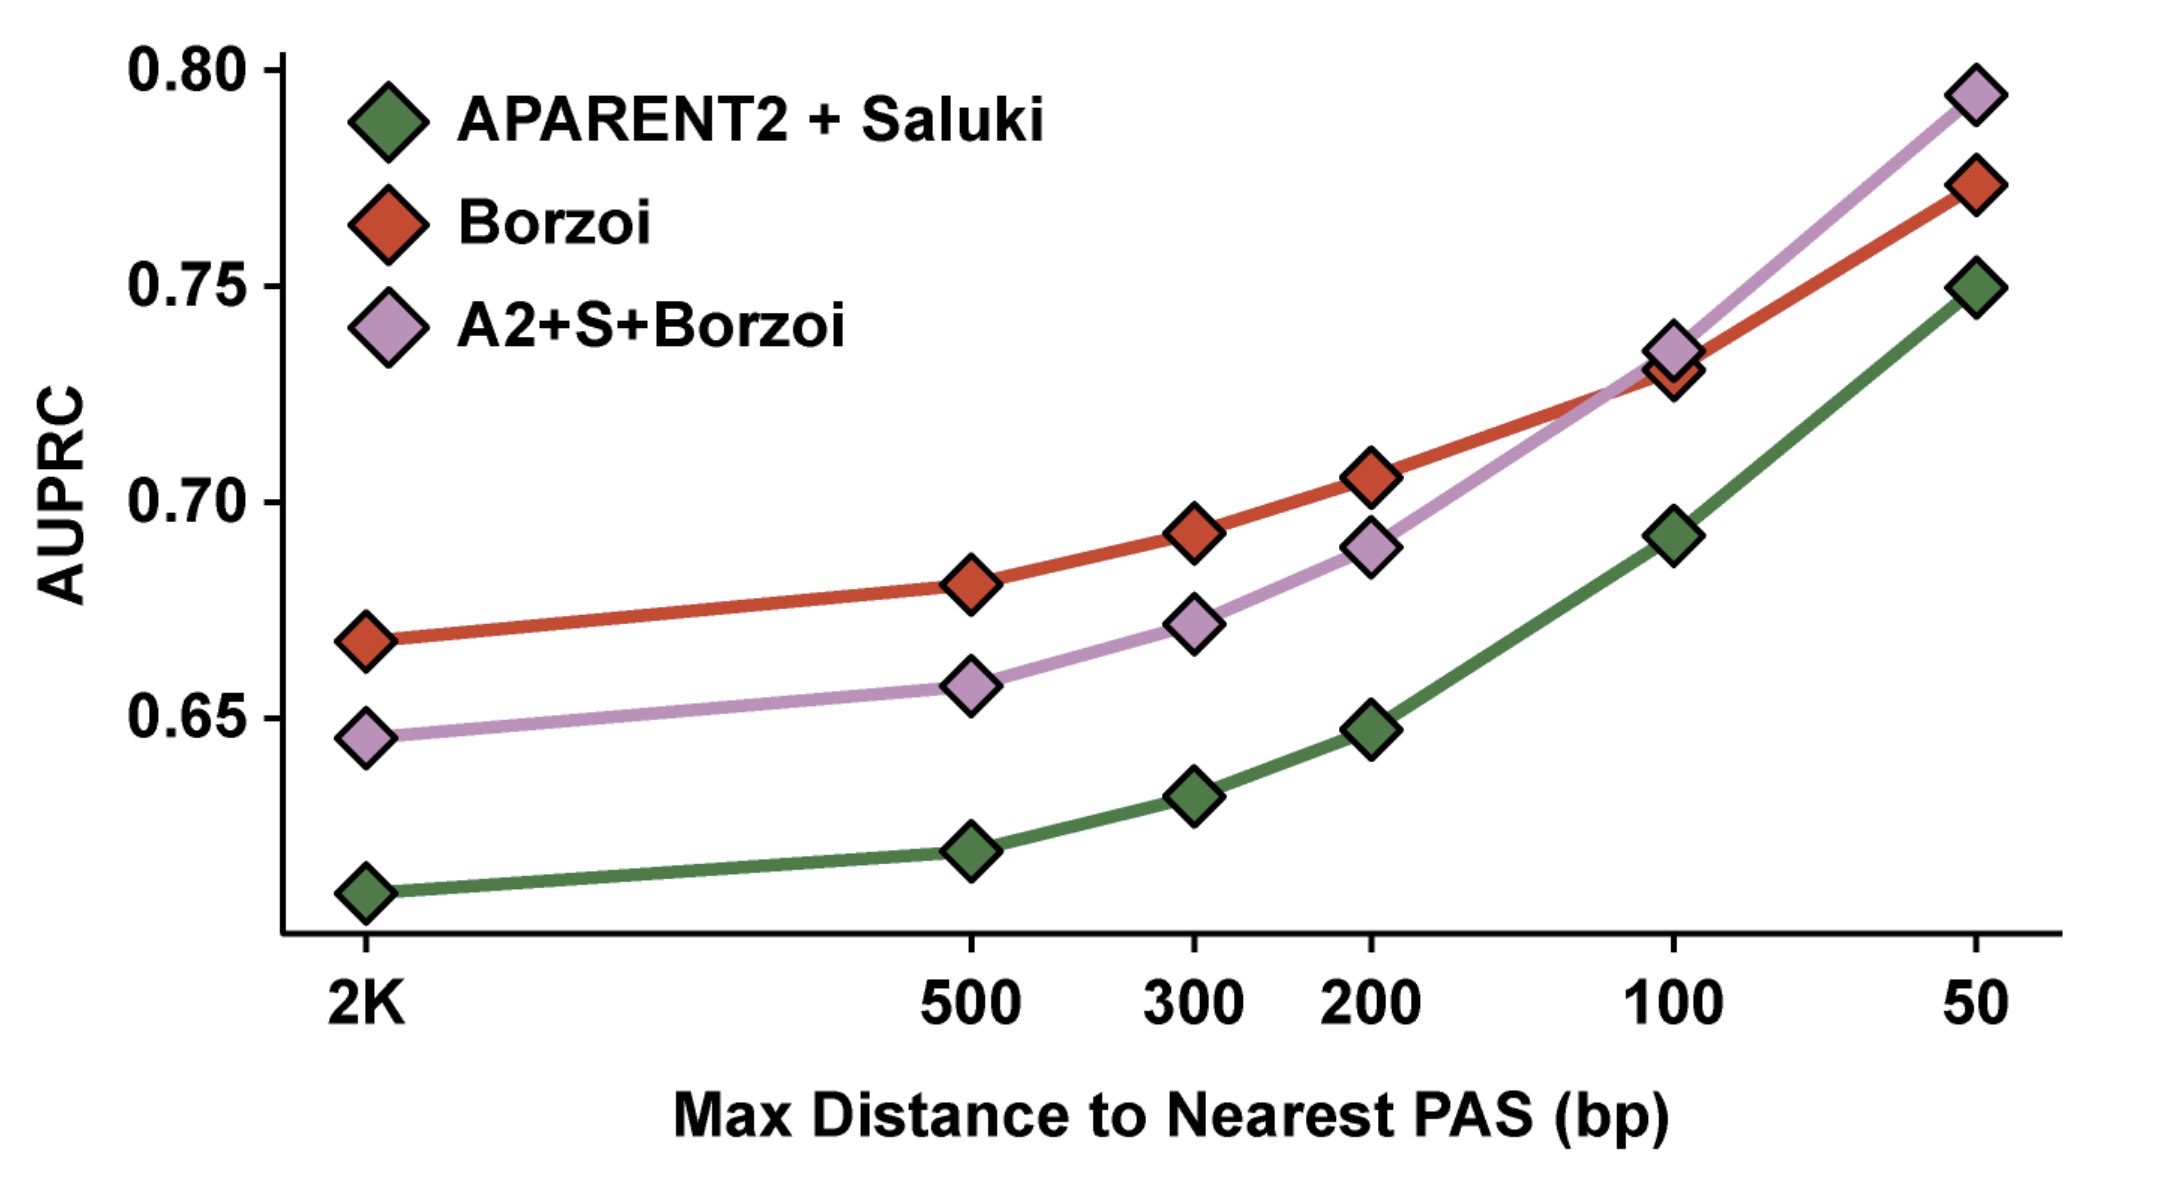 0.80
0.75
0.70
0.65
AUPRC
APARENT2 + Saluki
Borzoi
A2+S+Borzoi
2K 500 300 200 100 50
Max Distance to Nearest PAS (bp)